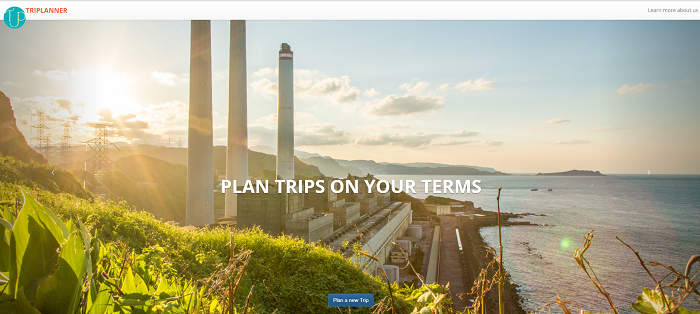 TP
TRIPLANNER
Learn more about us
PLAN TRIPS ON YOUR TERMS
Plan a new Trip